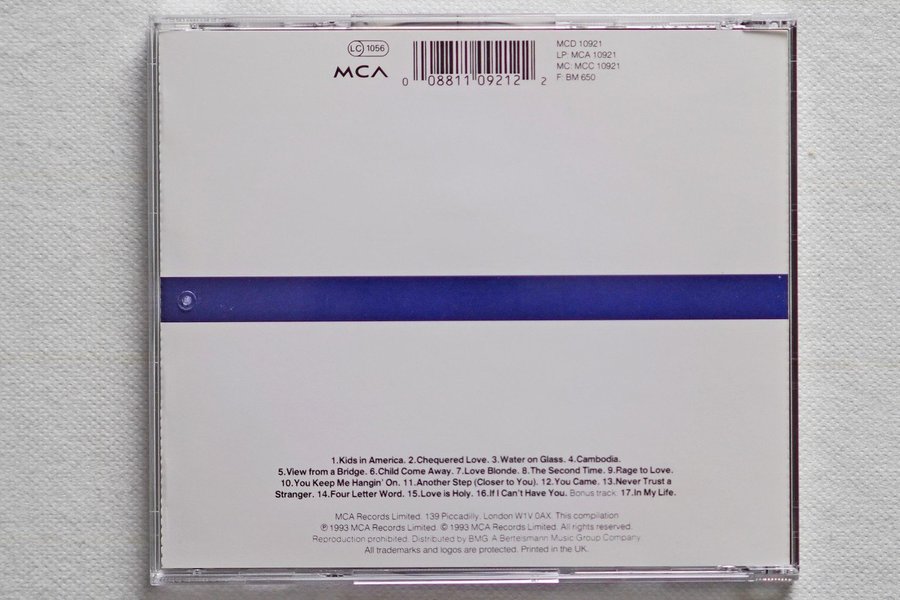 LC 1056
MCA
0 08811 09212 2
MCD 10921
LP: MCA 10921
MC: MCC 10921
F: BM 650
1.Kids in America. 2.Chequered Love. 3.Water on Glass. 4.Cambodia.
5.View from a Bridge. 6.Child Come Away. 7.Love Blonde. 8.The Second Time. 9.Rage to Love.
10.You Keep Me Hangin' On. 11.Another Step (Closer to You). 12.You Came. 13.Never Trust a
Stranger. 14.Four Letter Word. 15.Love is Holy. 16.If I Can't Have You. Bonus track. 17.In My Life.
MCA Records Limited. 139 Piccadilly. London W1V 0AX. This compilation
℗ 1993 MCA Records Limited. © 1993 MCA Records Limited. All rights reserved.
Reproduction prohibited. Distributed by BMG. A Bertelsmann Music Group Company.
All trademarks and logos are protected. Printed in the UK.